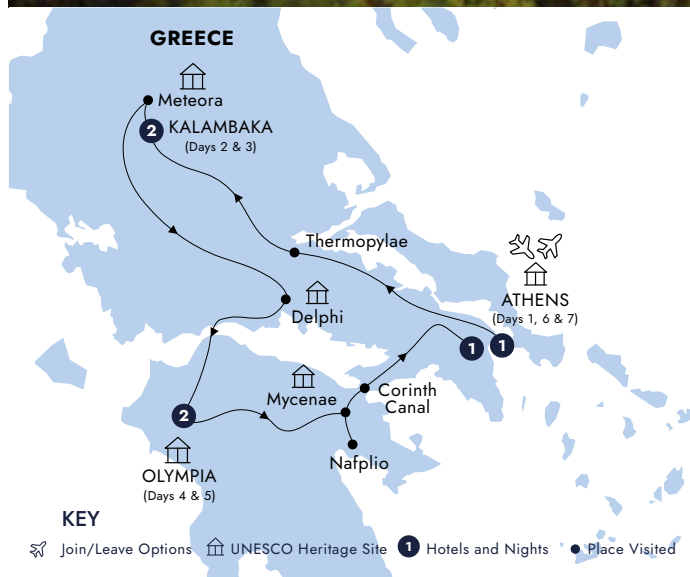 GREECE
Meteora
2 KALAMBAKA
(Days 2 & 3)
Thermopylae
ATHENS
(Days 1, 6 & 7)
Delphi
1
1
Mycenae
Corinth
Canal
2
Nafplio
OLYMPIA
(Days 4 & 5)
KEY
Join/Leave Options
UNESCO Heritage Site
1 Hotels and Nights
Place Visited